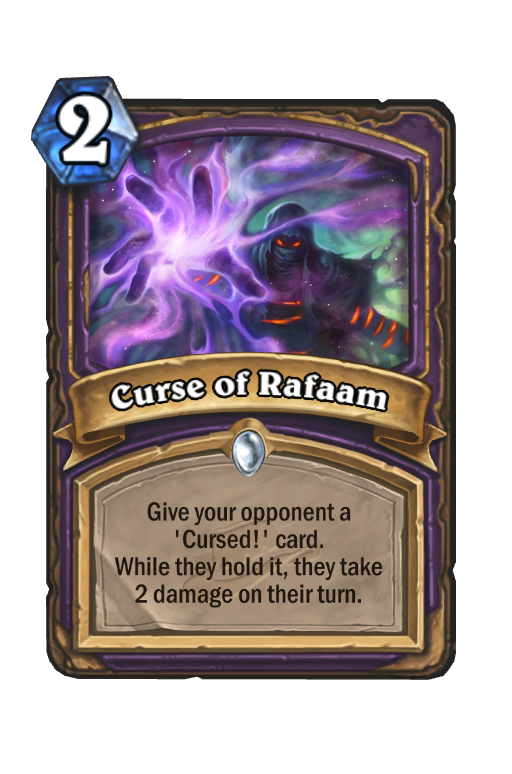 2
Curse of Rafaam
Give your opponent a
'Cursed!' card.
While they hold it, they take
2 damage on their turn.